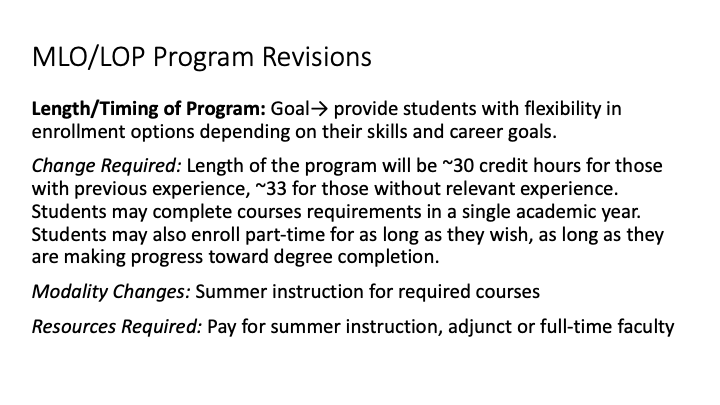 MLO/LOP Program Revisions
Length/Timing of Program: Goal→ provide students with flexibility in
enrollment options depending on their skills and career goals.
Change Required: Length of the program will be ~30 credit hours for those
with previous experience, ~33 for those without relevant experience.
Students may complete courses requirements in a single academic year.
Students may also enroll part-time for as long as they wish, as long as they
are making progress toward degree completion.
Modality Changes: Summer instruction for required courses
Resources Required: Pay for summer instruction, adjunct or full-time faculty